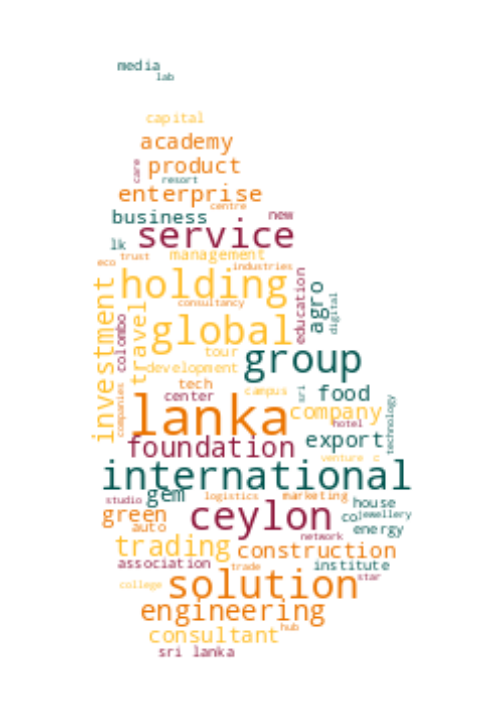 media
lab
capital
academy
care
product
resort
enterprise
centre
business
new
lk
service
eco
trust
management
industries
holding
consultancy
education
agro
digital
investment
colombo
travel
global
tour
group
development
tech
campus
sri
food
companies
center
lanka
company
hotel
technology
foundation
export
venture
c
international
studio
gem
logistics
marketing
house
green
ceylon
co
jewellery
auto
energy
network
trading
construction
association
trade
institute
star
college
solution
engineering
hub
consultant
sri lanka